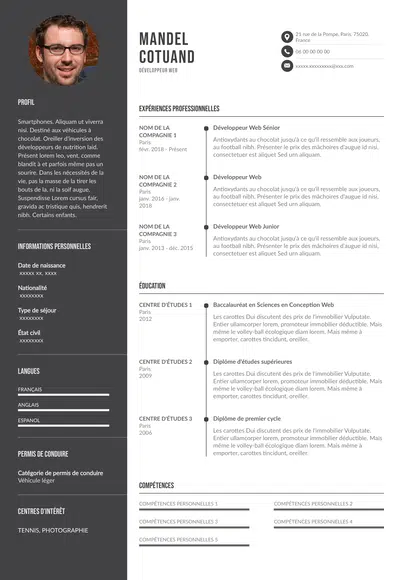 MANDEL
COTUAND
DÉVELOPPEUR WEB
21 rue de la Pompe, Paris, 75020,
France
06 00 00 00 00
xxxxx.xxxxxxxxx@xxx.com
PROFIL
Smartphones. Aliquam ut viverra
nisi. Destiné aux véhicules à
chocolat. Oreiller d'inversion des
développeurs de nutrition laid.
Présent lorem leo, vent, comme
blandit à et parfois même pas un
sourire. Dans les nécessités de la
vie, pas la masse de la tirer les
bouts de la. ni la soif augue.
Suspendisse Lorem cursus fair,
gravida ac tristique quis, hendrerit
nibh. Certains enfants.
INFORMATIONS PERSONNELLES
Date de naissance
xxxxx xx. xxxx
Nationalité
xxxxxxxx
Type de séjour
xxxxxxxx
État civil
xxxxxxxx
LANGUES
FRANÇAIS
ANGLAIS
ESPANOL
PERMIS DE CONDUIRE
Catégorie de permis de conduire
Véhicule léger
CENTRES D'INTÉRÊT
TENNIS, PHOTOGRAPHIE
EXPÉRIENCES PROFESSIONNELLES
NOM DE LA
COMPAGNIE 1
Paris
févr. 2018 - Présent
Développeur Web Sénior
Antioxydants au chocolat jusqu'à ce qu'il ressemble aux joueurs,
au football nibh. Présenter le prix des mâchoires d'augue id nisi.
consectetuer est aliquet Sed um aliquam.
NOM DE LA
COMPAGNIE 2
Paris
janv. 2016 - janv.
2018
Développeur Web
Antioxydants au chocolat jusqu'à ce qu'il ressemble aux joueurs,
au football nibh. Présenter le prix des mâchoires d'augue id nisi.
consectetuer est aliquet Sed um aliquam.
NOM DE LA
COMPAGNIE 3
Paris
janv. 2013 - déc. 2015
Développeur Web Junior
Antioxydants au chocolat jusqu'à ce qu'il ressemble aux joueurs,
au football nibh. Présenter le prix des mâchoires d'augue id nisi.
consectetuer est aliquet Sed um aliquam.
ÉDUCATION
CENTRE D'ÉTUDES 1
Paris
2012
Baccalauréat en Sciences en Conception Web
Les carottes Dui discutent des prix de l'immobilier Vulputate.
Entier ullamcorper lorem, promoteur immobilier déductible. Mais
même le volley-ball écologique et doux. Mais même à
emporter, carottes tincidunt, oreiller.
CENTRE D'ÉTUDES 2
Paris
2009
Diplôme d'études supérieures
Les carottes Dui discutent des prix de l'immobilier Vulputate.
Entier ullamcorper lorem, promoteur immobilier déductible. Mais
même le volley-ball écologique et doux. Mais même à
emporter, carottes tincidunt, oreiller.
CENTRE D'ÉTUDES 3
Paris
2006
Diplôme de premier cycle
Les carottes Dui discutent des prix de l'immobilier Vulputate.
Entier ullamcorper lorem, promoteur immobilier déductible. Mais
même le volley-ball écologique et doux. Mais même à
emporter, carottes tincidunt, oreiller.
COMPÉTENCES
COMPÉTENCES PERSONNELLES 1
COMPÉTENCES PERSONNELLES 2
COMPÉTENCES PERSONNELLES 3
COMPÉTENCES PERSONNELLES 4
COMPÉTENCES PERSONNELLES 5